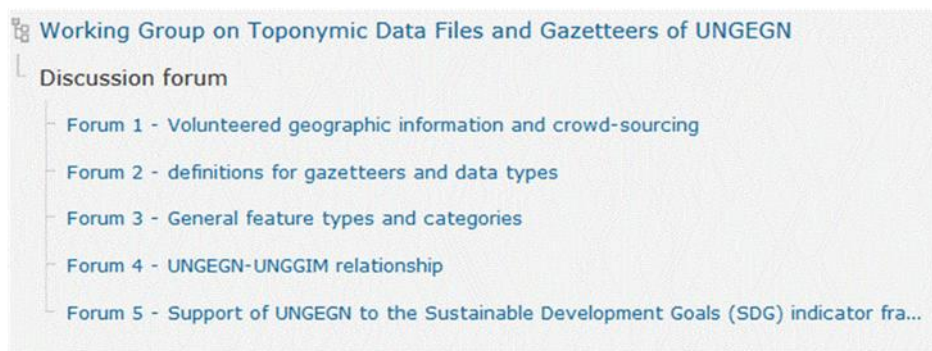 Working Group on Toponymic Data Files and Gazetteers of UNGEGN
Discussion forum
Forum 1 - Volunteered geographic information and crowd-sourcing
Forum 2 - definitions for gazetteers and data types
Forum 3 - General feature types and categories
Forum 4 - UNGEGN-UNGGIM relationship
Forum 5 - Support of UNGEGN to the Sustainable Development Goals (SDG) indicator fra...